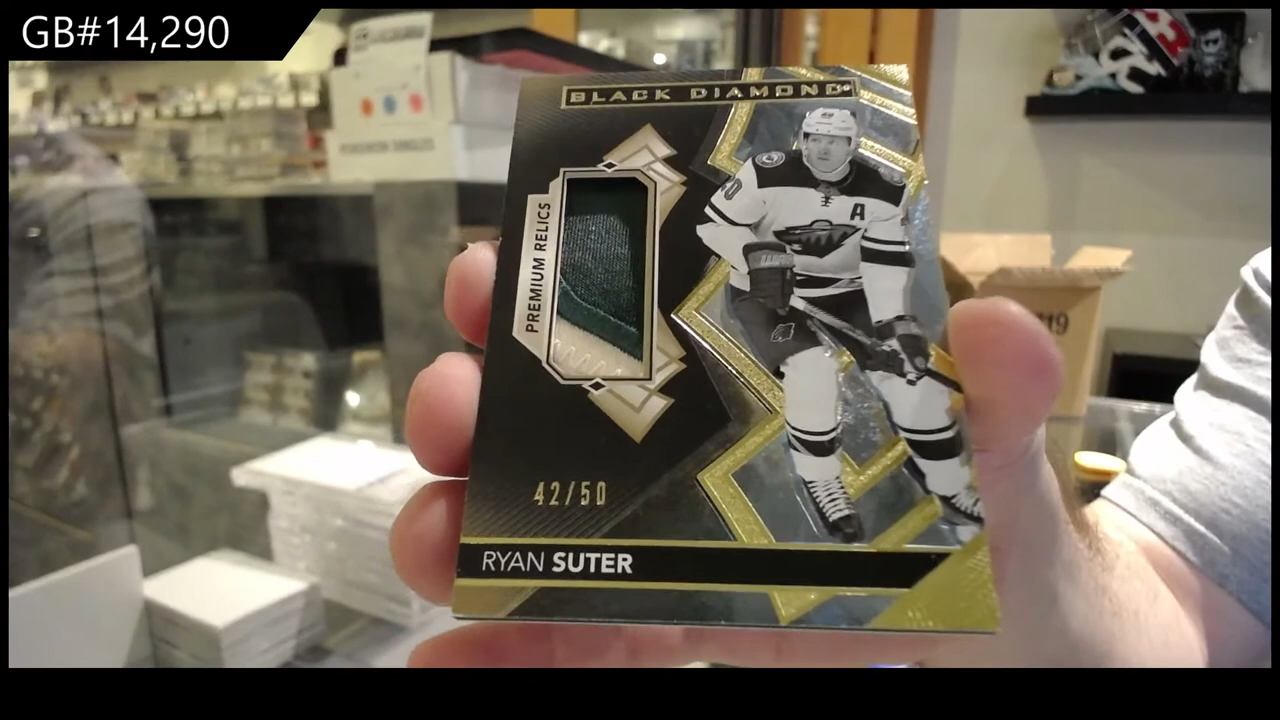 GB#14,290
BLACK DIAMOND
PREMIUM RELICS
A
42/50
RYAN SUTER